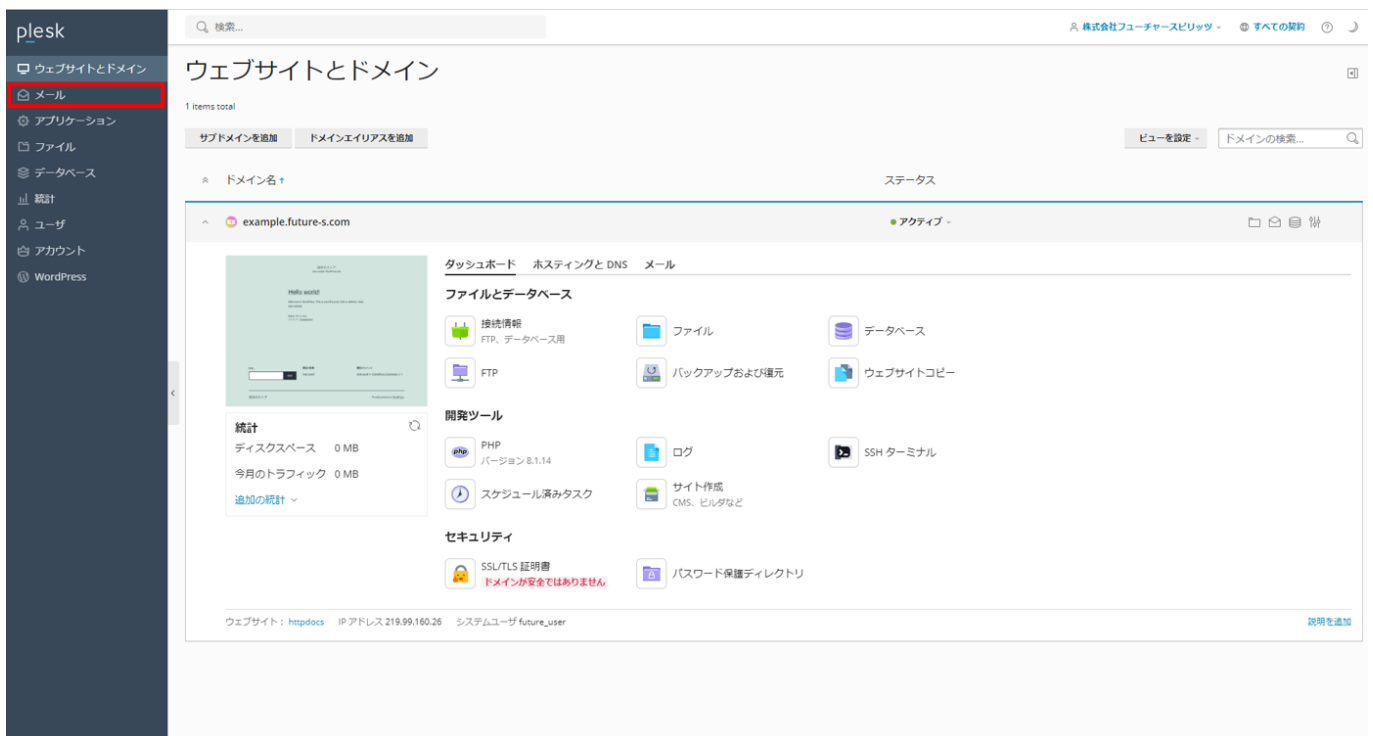 plesk
検索...
株式会社フューチャースピリッツ
すべての契約
ウェブサイトとドメイン
メール
アプリケーション
ファイル
データベース
統計
ユーザ
アカウント
WordPress
ウェブサイトとドメイン
1 items total
サブドメインを追加 ドメインエイリアスを追加 ビューを設定 ドメインの検索...
ドメイン名↑ ステータス
example.future-s.com アクティブ
Hello world!
ダッシュボード ホスティングと DNS メール
ファイルとデータベース
接続情報
FTP、データベース用
ファイル
データベース
FTP
バックアップおよび復元
ウェブサイトコピー
統計
ディスクスペース 0 MB
今月のトラフィック 0 MB
追加の統計
開発ツール
php
PHP
バージョン 8.1.14
ログ
SSH ターミナル
スケジュール済みタスク
サイト作成
CMS、ビルダなど
セキュリティ
SSL/TLS 証明書
ドメインが安全ではありません
パスワード保護ディレクトリ
ウェブサイト： httpdocs IP アドレス 219.99.160.26 システムユーザ future_user 説明を追加